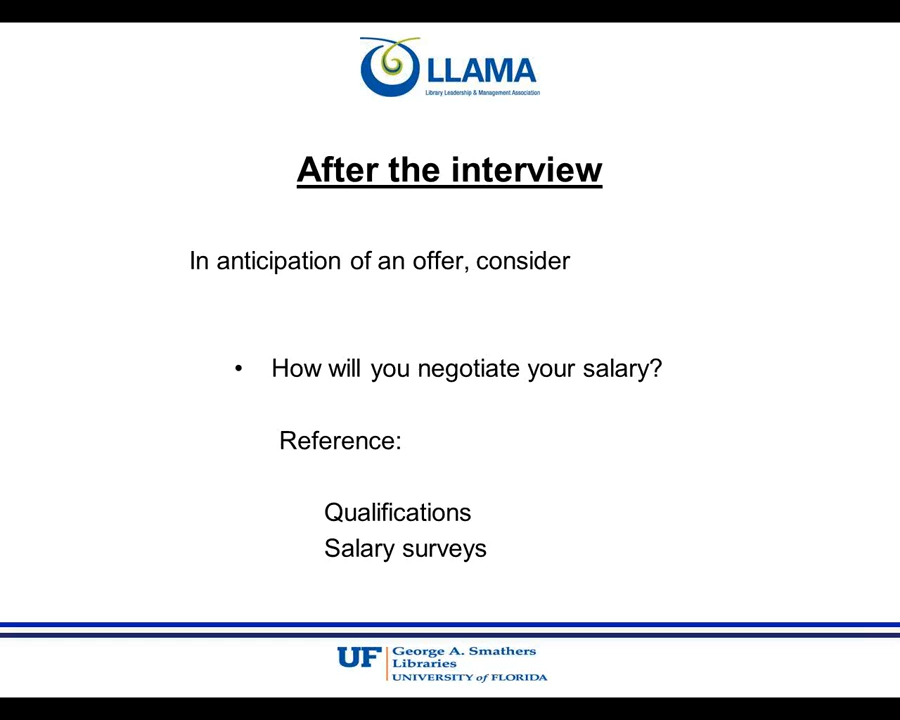 LLAMA
Library Leadership & Management Association
After the interview
In anticipation of an offer, consider
• How will you negotiate your salary?
Reference:
Qualifications
Salary surveys
UF George A. Smathers
Libraries
UNIVERSITY of FLORIDA